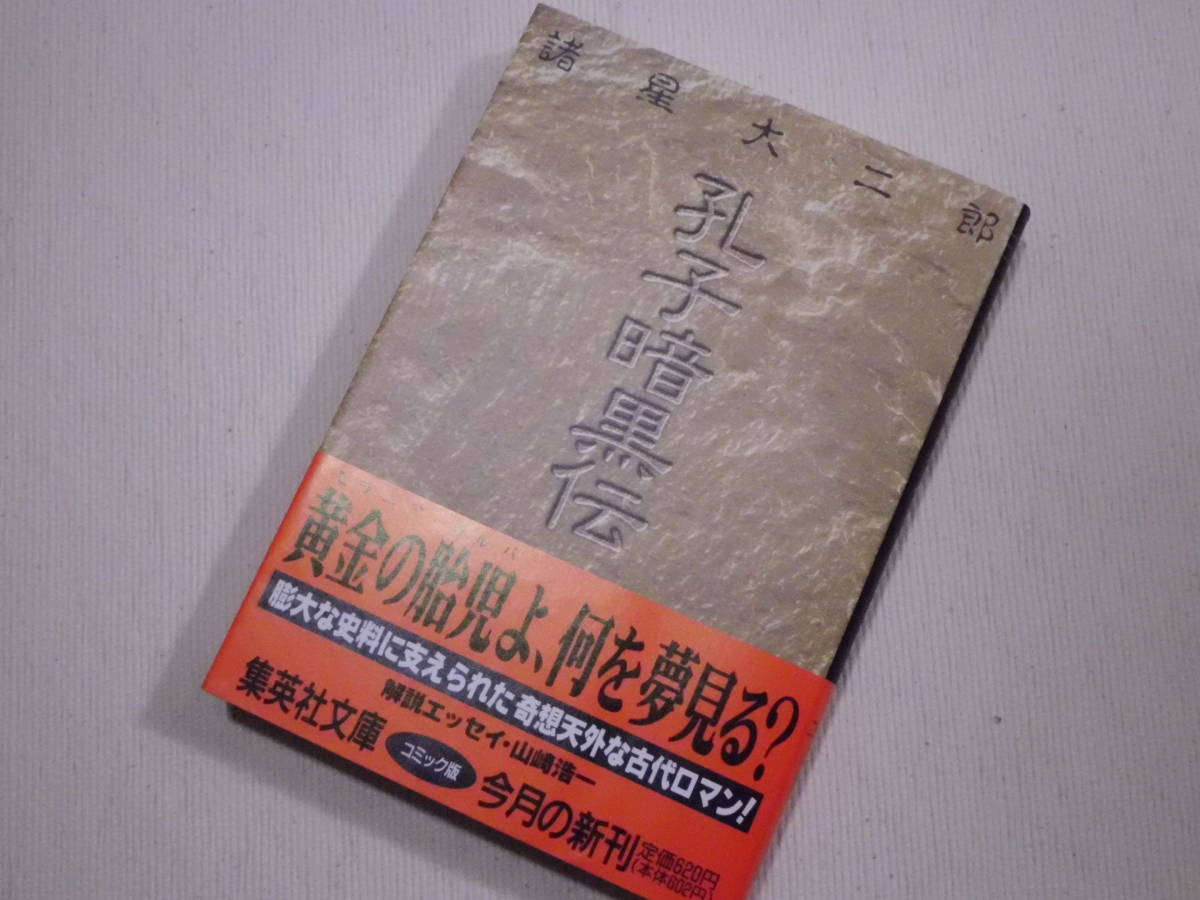 諸星大二郎
孔子暗黒伝
黄金の胎児よ、何を夢見る?
膨大な史料に支えられた奇想天外な古代ロマン!
解説エッセイ・山崎浩一
集英社文庫 コミック版 今月の新刊
定価620円
(本体602円)